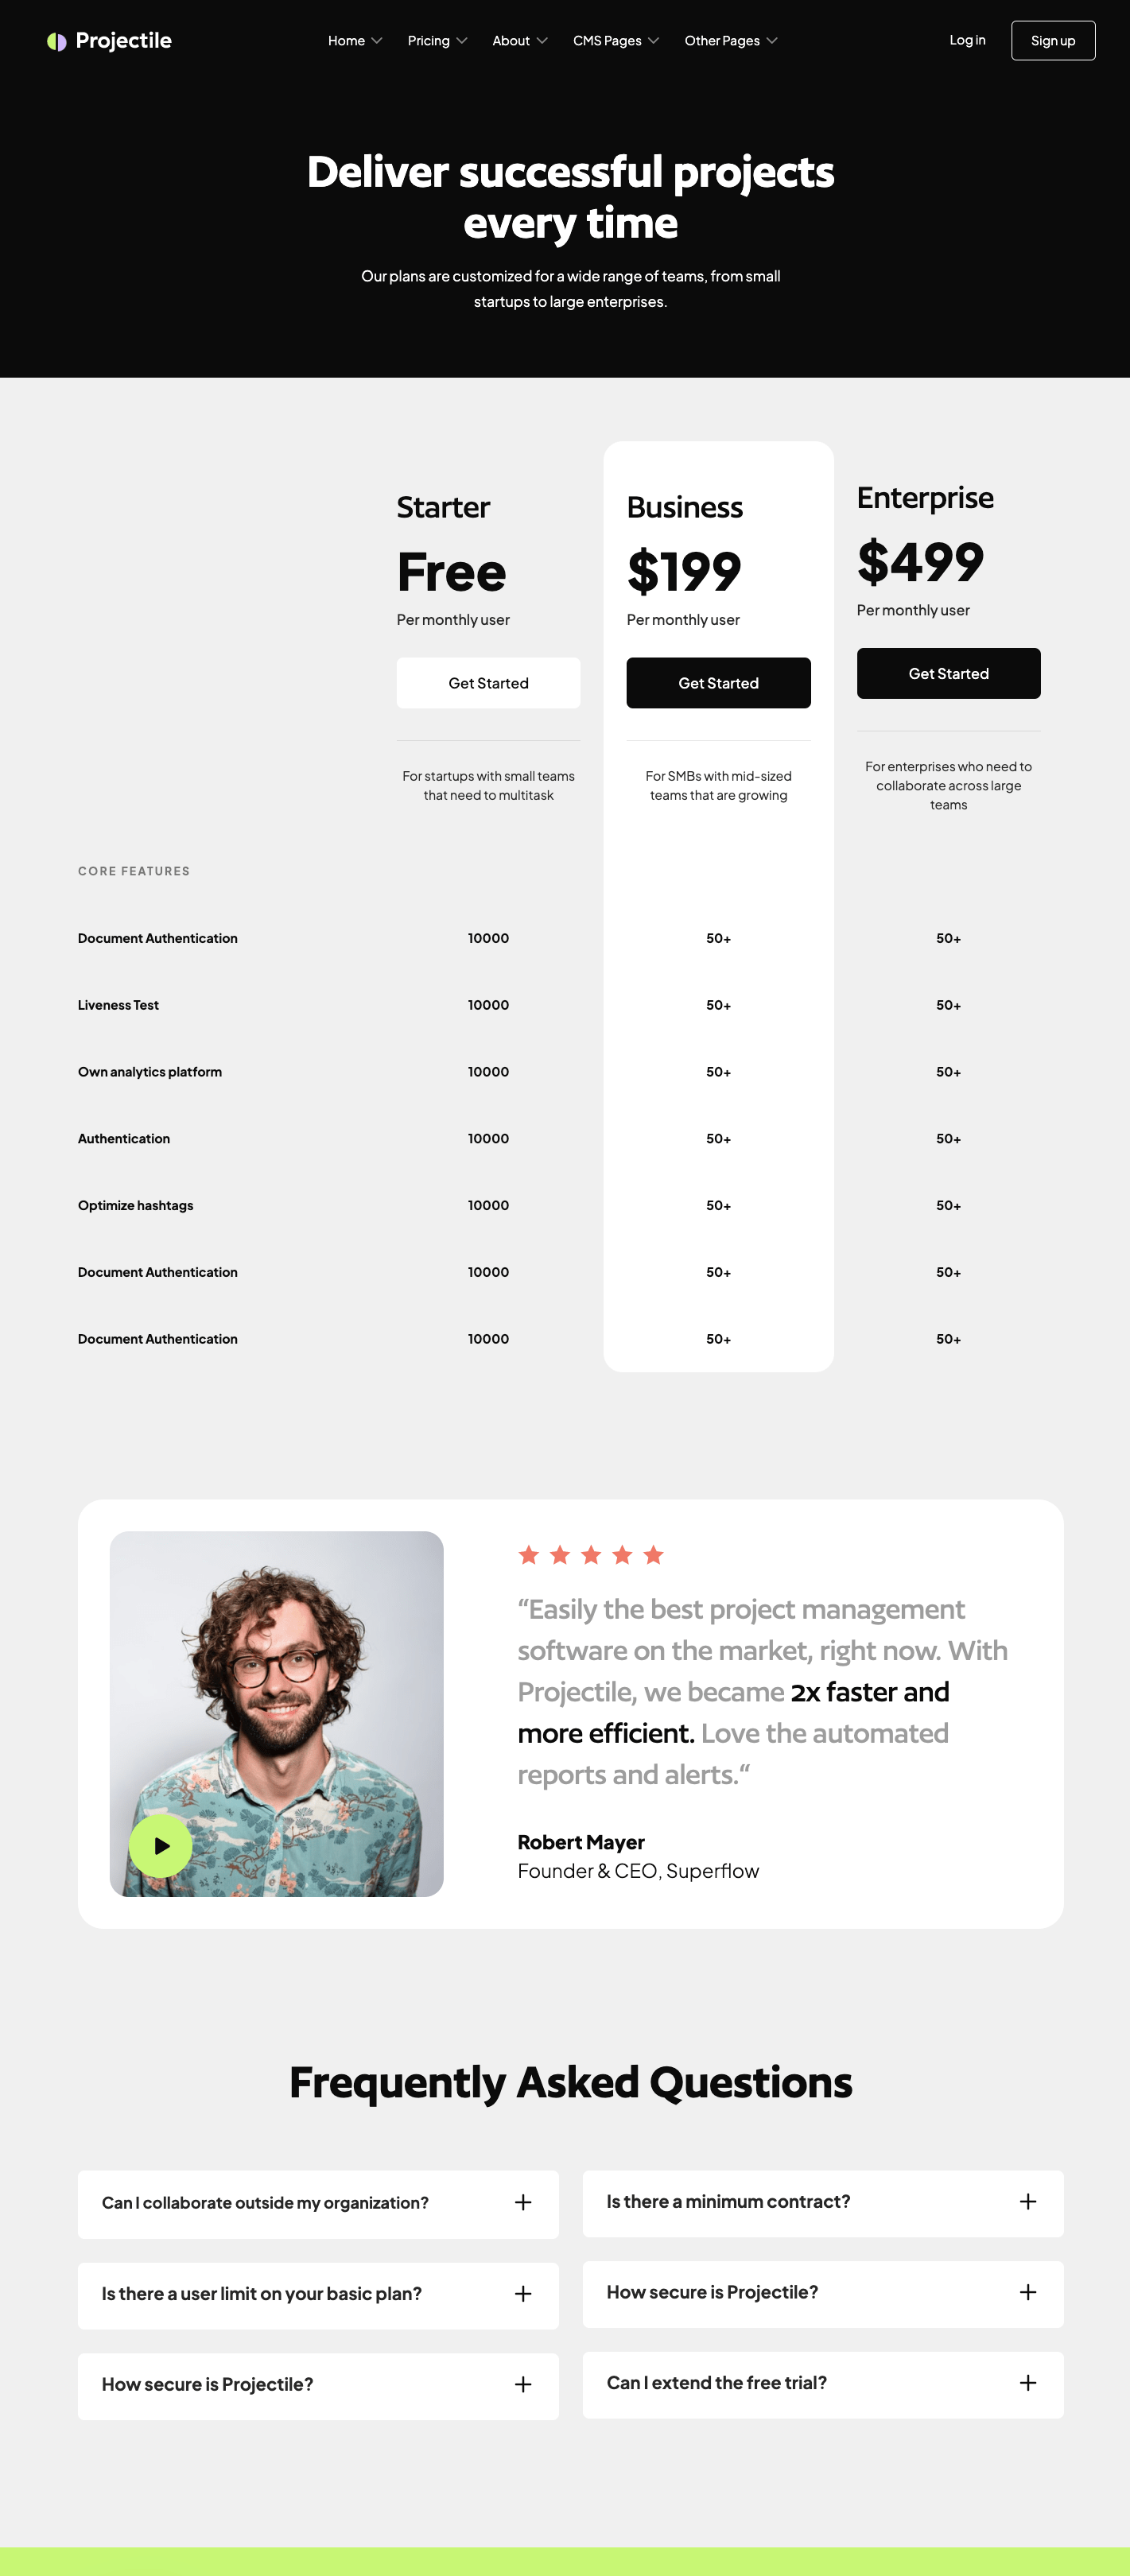 Projectile
Home
Pricing
About
CMS Pages
Other Pages
Log in
Sign up
Deliver successful projects
every time
Our plans are customized for a wide range of teams, from small
startups to large enterprises.
Starter
Free
Per monthly user
Get Started
For startups with small teams
that need to multitask
Business
$199
Per monthly user
Get Started
For SMBs with mid-sized
teams that are growing
Enterprise
$499
Per monthly user
Get Started
For enterprises who need to
collaborate across large
teams
CORE FEATURES
Document Authentication 10000 50+ 50+
Liveness Test 10000 50+ 50+
Own analytics platform 10000 50+ 50+
Authentication 10000 50+ 50+
Optimize hashtags 10000 50+ 50+
Document Authentication 10000 50+ 50+
Document Authentication 10000 50+ 50+
“Easily the best project management
software on the market, right now. With
Projectile, we became 2x faster and
more efficient. Love the automated
reports and alerts.“
Robert Mayer
Founder & CEO, Superflow
Frequently Asked Questions
Can I collaborate outside my organization?
Is there a user limit on your basic plan?
How secure is Projectile?
Is there a minimum contract?
How secure is Projectile?
Can I extend the free trial?